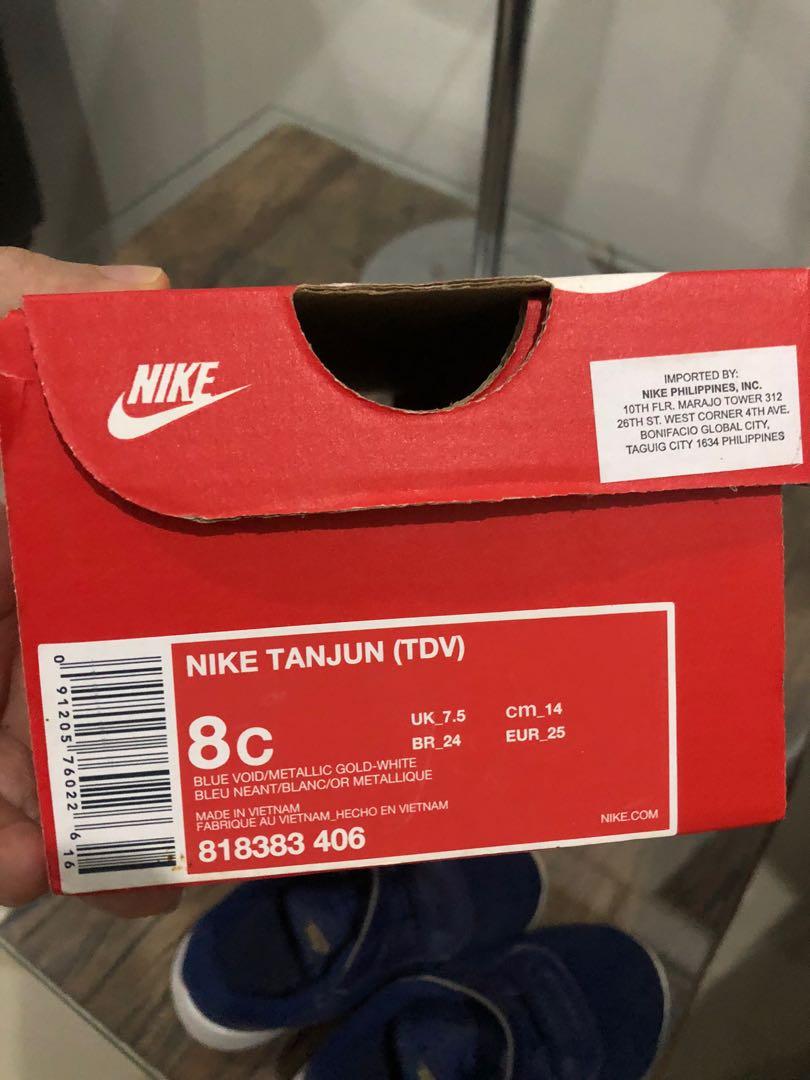 NIKE
IMPORTED BY:
NIKE PHILIPPINES, INC.
10TH FLR. MARAJO TOWER 312
26TH ST. WEST CORNER 4TH AVE.
BONIFACIO GLOBAL CITY,
TAGUIG CITY 1634 PHILIPPINES
NIKE TANJUN (TDV)
8C
UK_7.5 cm_14
BR_24 EUR_25
BLUE VOID/METALLIC GOLD-WHITE
BLEU NEANT/BLANC/OR METALLIQUE
MADE IN VIETNAM
FABRIQUE AU VIETNAM_HECHO EN VIETNAM
818383 406
NIKE.COM
0 91205 76022 6 16